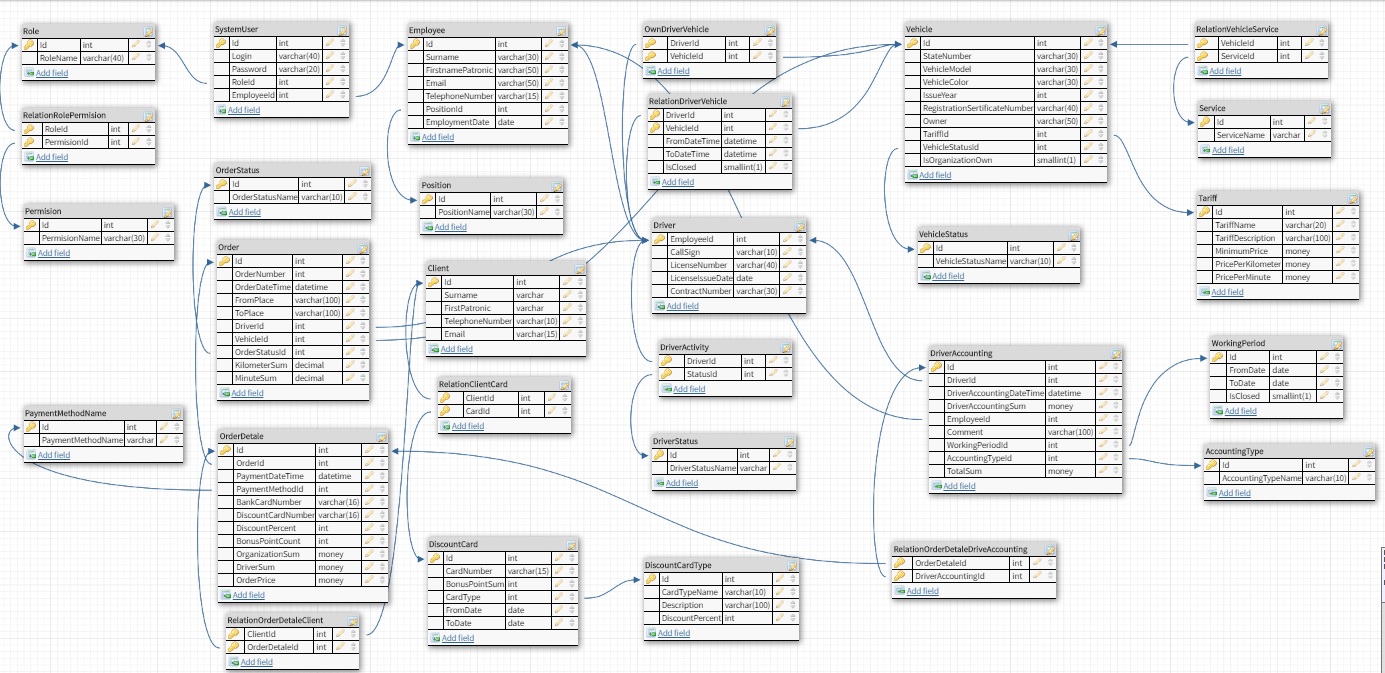 Role
Id int
RoleName varchar(40)
Add field
RelationRolePermision
RoleId int
PermisionId int
Add field
Permision
Id int
PermisionName varchar(30)
Add field
PaymentMethodName
Id int
PaymentMethodName varchar
Add field
SystemUser
Id int
Login varchar(40)
Password varchar(20)
RoleId int
EmployeeId int
Add field
OrderStatus
Id int
OrderStatusName varchar(10)
Add field
Order
Id int
OrderNumber int
OrderDateTime datetime
FromPlace varchar(100)
ToPlace varchar(100)
DriverId int
VehicleId int
OrderStatusId int
KilometerSum decimal
MinuteSum decimal
Add field
OrderDetale
Id int
OrderId int
PaymentDateTime datetime
PaymentMethodId int
BankCardNumber varchar(16)
DiscountCardNumber varchar(16)
DiscountPercent int
BonusPointCount int
OrganizationSum money
DriverSum money
OrderPrice money
Add field
RelationOrderDetaleClient
ClientId int
OrderDetaleId int
Add field
Employee
Id int
Surname varchar(30)
FirstnamePatronic varchar(50)
Email varchar(50)
TelephoneNumber varchar(15)
PositionId int
EmploymentDate date
Add field
Position
Id int
PositionName varchar(30)
Add field
Client
Id int
Surname varchar
FirstPatronic varchar
TelephoneNumber varchar(10)
Email varchar(15)
Add field
RelationClientCard
ClientId int
CardId int
Add field
DiscountCard
Id int
CardNumber varchar(15)
BonusPointSum int
CardType int
FromDate date
ToDate date
Add field
OwnDriverVehicle
DriverId int
VehicleId int
Add field
RelationDriverVehicle
DriverId int
VehicleId int
FromDateTime datetime
ToDateTime datetime
IsClosed smallint(1)
Add field
Driver
EmployeeId int
CallSign varchar(10)
LicenseNumber varchar(40)
LicenseIssueDate date
ContractNumber varchar(30)
Add field
DriverActivity
DriverId int
StatusId int
Add field
DriverStatus
Id int
DriverStatusName varchar
Add field
DiscountCardType
Id int
CardTypeName varchar(10)
Description varchar(100)
DiscountPercent int
Add field
Vehicle
Id int
StateNumber varchar(30)
VehicleModel varchar(30)
VehicleColor varchar(30)
IssueYear int
RegistrationSertificateNumber varchar(40)
Owner varchar(50)
TariffId int
VehicleStatusId int
IsOrganizationOwn smallint(1)
Add field
VehicleStatus
Id int
VehicleStatusName varchar(10)
Add field
DriverAccounting
Id int
DriverId int
DriverAccountingDateTime datetime
DriverAccountingSum money
EmployeeId int
Comment varchar(100)
WorkingPeriodId int
AccountingTypeId int
TotalSum money
Add field
RelationOrderDetaleDriveAccounting
OrderDetaleId int
DriverAccountingId int
Add field
RelationVehicleService
VehicleId int
ServiceId int
Add field
Service
Id int
ServiceName varchar
Add field
Tariff
Id int
TariffName varchar(20)
TariffDescription varchar(100)
MinimumPrice money
PricePerKilometer money
PricePerMinute money
Add field
WorkingPeriod
Id int
FromDate date
ToDate date
IsClosed smallint(1)
Add field
AccountingType
Id int
AccountingTypeName varchar(10)
Add field